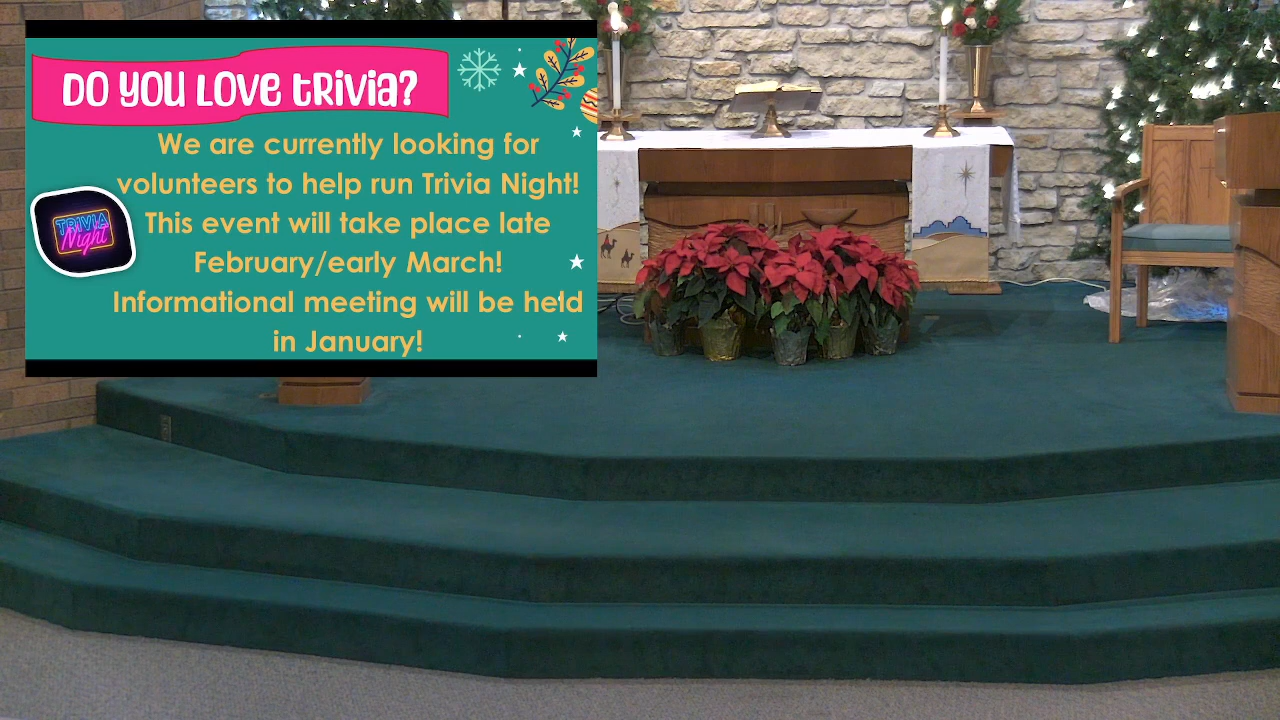 Do you Love trivia?
We are currently looking for
volunteers to help run Trivia Night!
TRIVIA
Night
This event will take place late
February/early March!
Informational meeting will be held
in January!